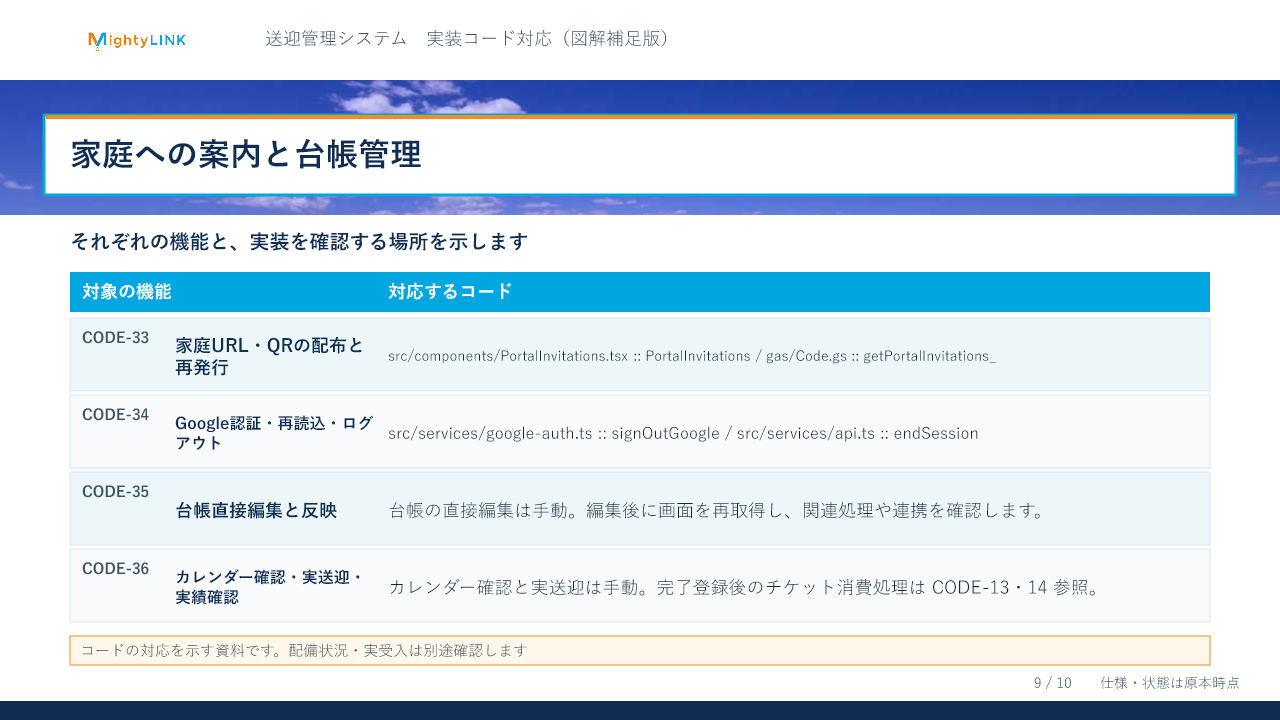 MightyLINK
送迎管理システム　実装コード対応（図解補足版）
家庭への案内と台帳管理
それぞれの機能と、実装を確認する場所を示します
対象の機能
対応するコード
CODE-33
家庭URL・QRの配布と
再発行
src/components/PortalInvitations.tsx :: PortalInvitations / gas/Code.gs :: getPortalInvitations_
CODE-34
Google認証・再読込・ログ
アウト
src/services/google-auth.ts :: signOutGoogle / src/services/api.ts :: endSession
CODE-35
台帳直接編集と反映
台帳の直接編集は手動。編集後に画面を再取得し、関連処理や連携を確認します。
CODE-36
カレンダー確認・実送迎・
実績確認
カレンダー確認と実送迎は手動。完了登録後のチケット消費処理は CODE-13・14 参照。
コードの対応を示す資料です。配備状況・実受入は別途確認します
9 / 10　　仕様・状態は原本時点